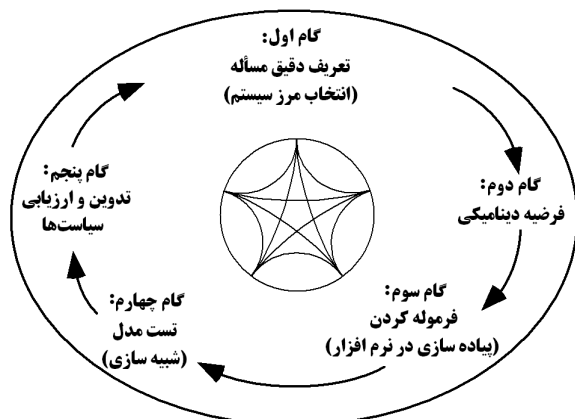 گام اول:
تعریف دقیق مسأله
(انتخاب مرز سیستم)
گام دوم:
فرضیه دینامیکی
گام سوم:
فرموله کردن
(پیاده سازی در نرم افزار)
گام چهارم:
تست مدل
(شبیه سازی)
گام پنجم:
تدوین و ارزیابی
سیاست‌ها